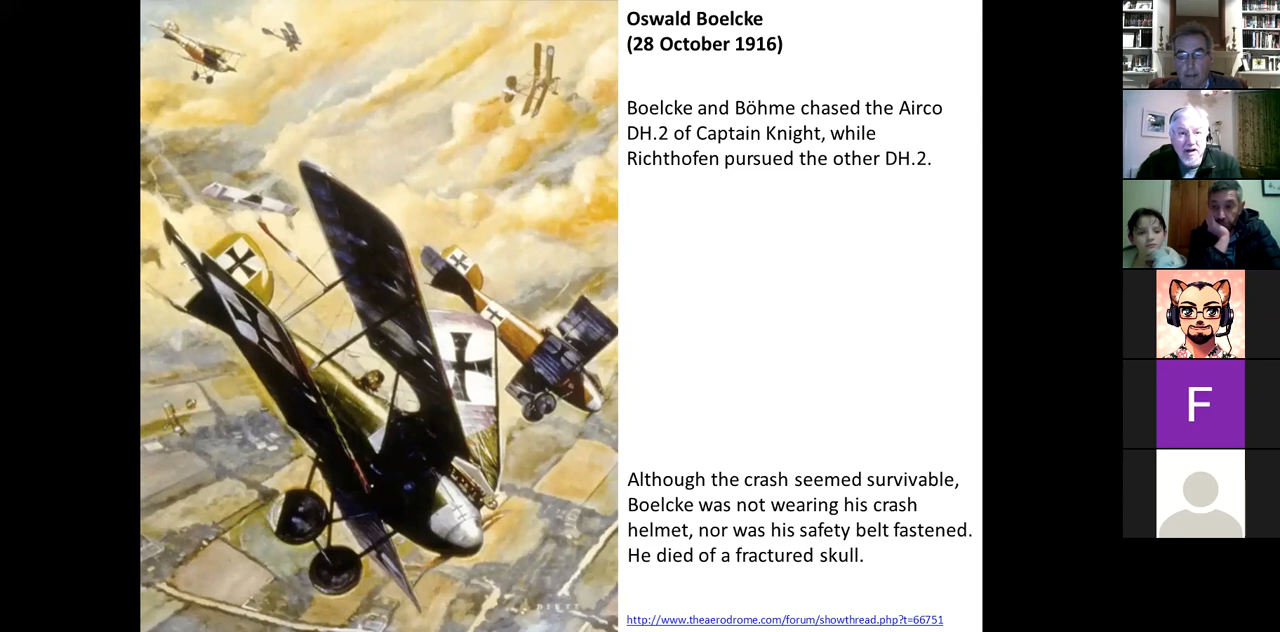 Oswald Boelcke
(28 October 1916)
Boelcke and Böhme chased the Airco
DH.2 of Captain Knight, while
Richthofen pursued the other DH.2.
Although the crash seemed survivable,
Boelcke was not wearing his crash
helmet, nor was his safety belt fastened.
He died of a fractured skull.
http://www.theaerodrome.com/forum/showthread.php?t=66751
F